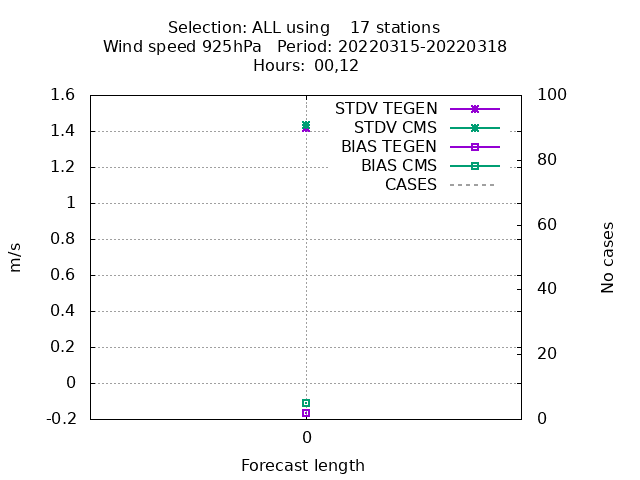 Selection: ALL using    17 stations
Wind speed 925hPa   Period: 20220315-20220318
Hours:  00,12
STDV TEGEN
STDV CMS
BIAS TEGEN
BIAS CMS
CASES
1.6
1.4
1.2
1
0.8
0.6
0.4
0.2
0
-0.2
100
80
60
40
20
0
m/s
No cases
0
Forecast length